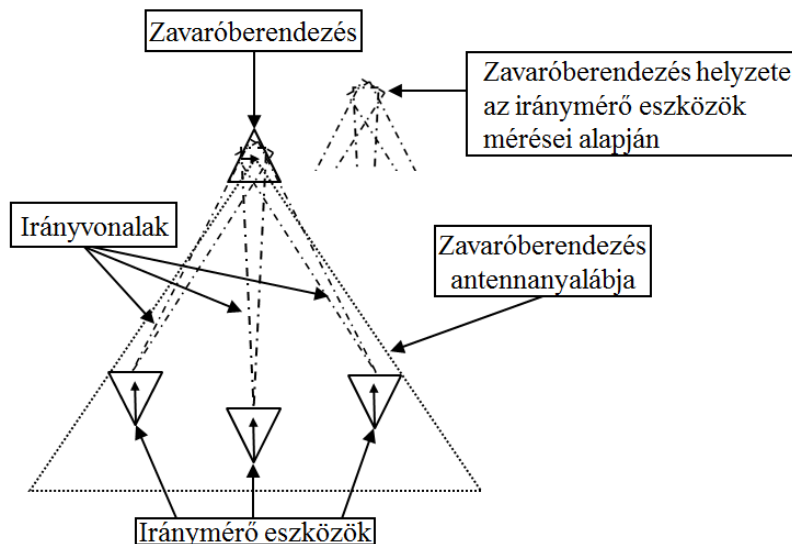 Zavaróberendezés
Zavaróberendezés helyzete
az iránymérő eszközök
mérései alapján
Irányvonalak
Zavaróberendezés
antennanyalábja
Iránymérő eszközök